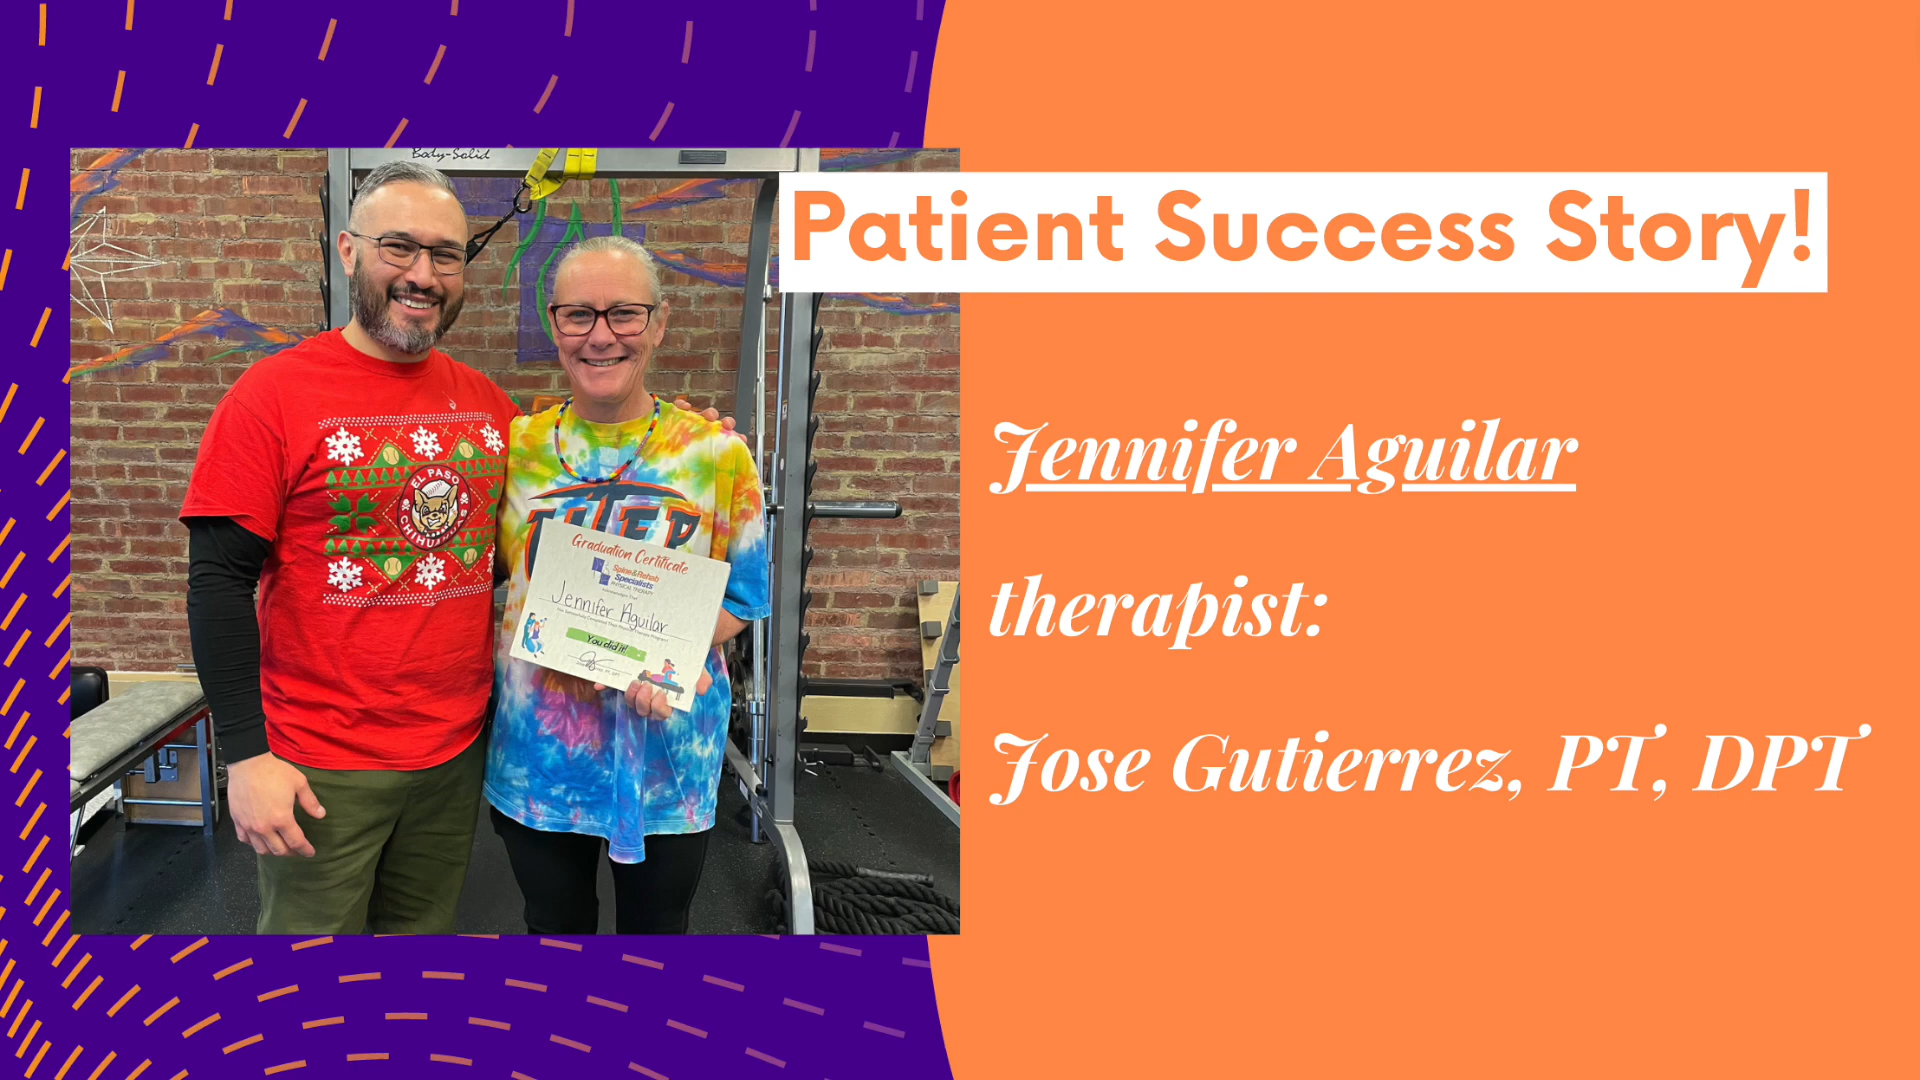 Body-Solid
Patient Success Story!
EL PASO
CHIHUAHUAS
Graduation Certificate
Spine & Rehab
Specialists
PHYSICAL THERAPY
Jennifer Aguilar
You did it!
Jennifer Aguilar
therapist:
Jose Gutierrez, PT, DPT